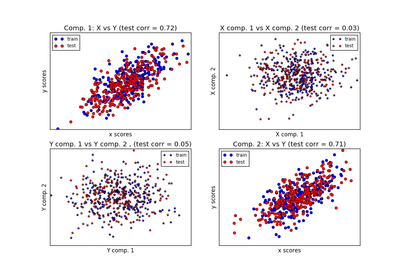 Comp. 1: X vs Y (test corr = 0.72)
train
test
y scores
x scores
X comp. 1 vs X comp. 2 (test corr = 0.03)
train
test
X comp. 2
X comp. 1
Y comp. 1 vs Y comp. 2 , (test corr = 0.05)
train
test
Y comp. 2
Y comp. 1
Comp. 2: X vs Y (test corr = 0.71)
train
test
y scores
x scores